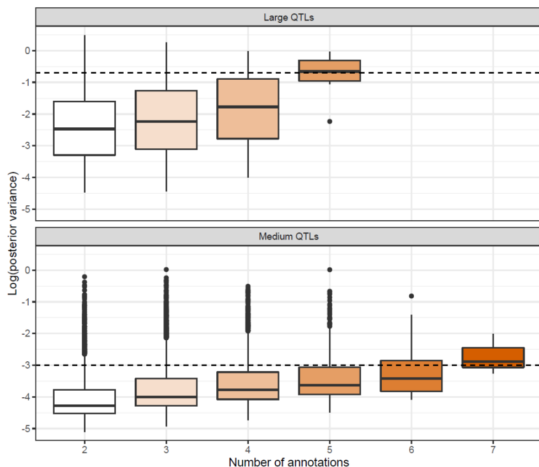 Large QTLs
0
-1
-2
-3
-4
-5
Medium QTLs
0
-1
-2
-3
-4
-5
Log(posterior variance)
2 3 4 5 6 7
Number of annotations